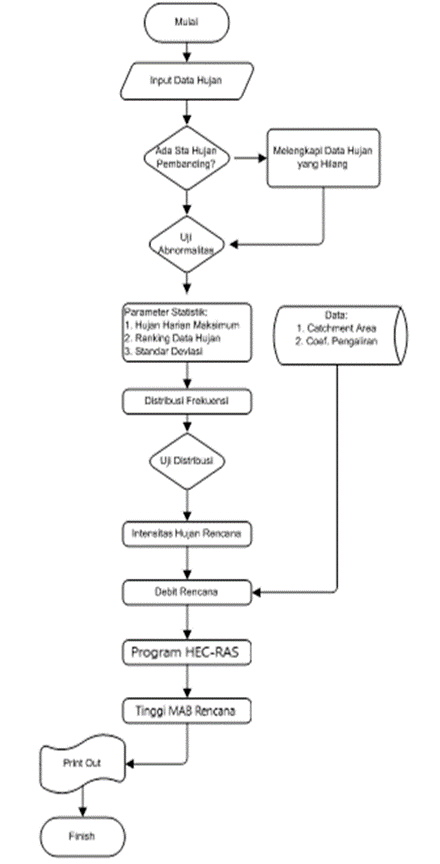 Mulai
Input Data Hujan
Ada Sta Hujan
Pembanding?
Melengkapi Data Hujan
yang Hilang
Uji
Abnormalitas
Parameter Statistik:
1. Hujan Harian Maksimum
2. Ranking Data Hujan
3. Standar Deviasi
Data:
1. Catchment Area
2. Coef. Pengaliran
Distribusi Frekuensi
Uji Distribusi
Intensitas Hujan Rencana
Debit Rencana
Program HEC-RAS
Tinggi MAB Rencana
Print Out
Finish